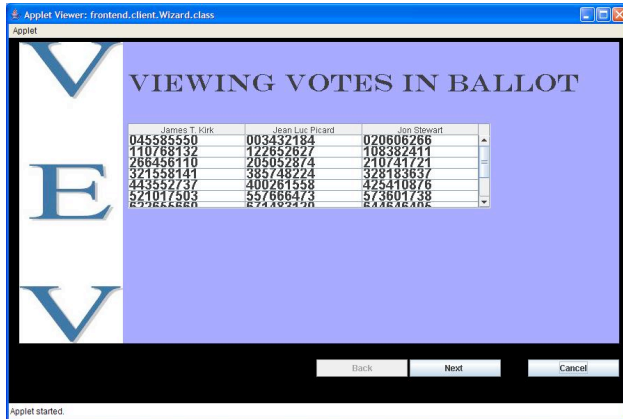 Applet Viewer: frontend.client.Wizard.class
Applet
V
E
V
VIEWING VOTES IN BALLOT
James T. Kirk Jean Luc Picard Jon Stewart
045585550 003432184 020606266
110768132 122652627 108382411
266456110 205052874 210741721
321558141 385748224 328183637
443552737 400261558 425410876
521017503 557666473 573601738
Back Next Cancel
Applet started.